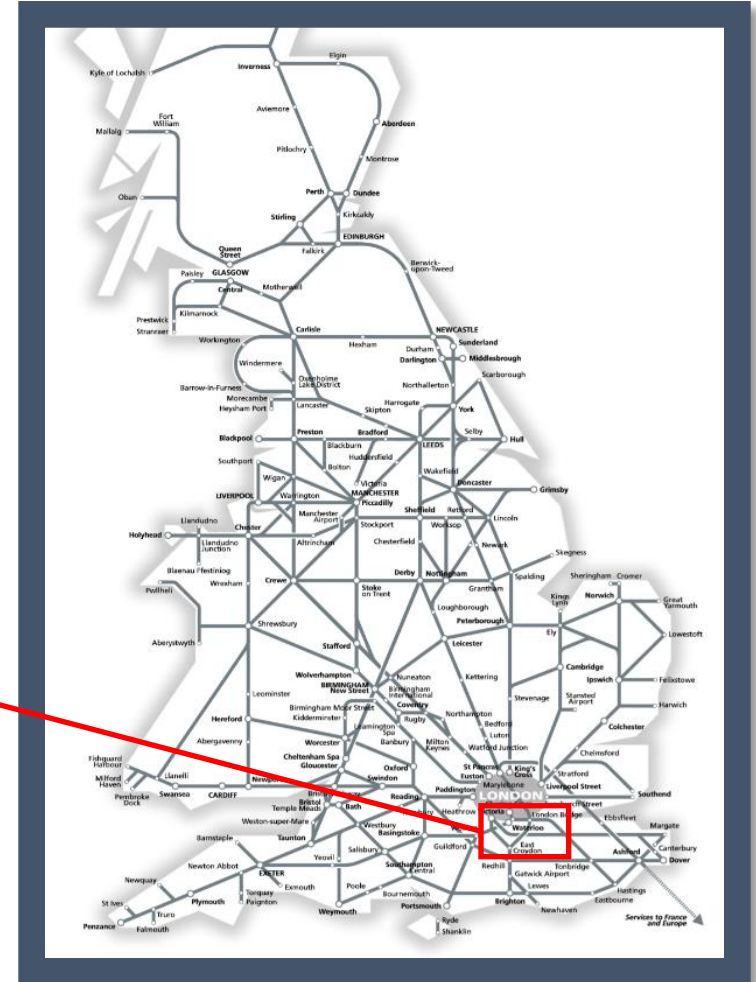 Elgin
Inverness
Kyle of Lochalsh
Aviemore
Fort
William
Aberdeen
Mallaig
Pitlochry
Montrose
Perth
Dundee
Oban
Stirling
Kirkcaldy
EDINBURGH
Queen
Street
Falkirk
Berwick-
upon-Tweed
Paisley
GLASGOW
Central
Motherwell
Prestwick
Kilmarnock
Stranraer
Carlisle
NEWCASTLE
Workington
Hexham
Durham
Sunderland
Darlington
Middlesbrough
Windermere
Scarborough
Oxenholme
Lake District
Northallerton
Barrow-in-Furness
Morecambe
Heysham Port
Lancaster
Harrogate
Skipton
York
Blackpool
Preston
Bradford
Selby
Hull
Blackburn
LEEDS
Huddersfield
Southport
Bolton
Wakefield
Wigan
Victoria
MANCHESTER
Piccadilly
Doncaster
Grimsby
LIVERPOOL
Warrington
Manchester
Airport
Sheffield
Retford
Llandudno
Stockport
Worksop
Lincoln
Holyhead
Chester
Llandudno
Junction
Altrincham
Chesterfield
Newark
Skegness
Blaenau Ffestiniog
Derby
Nottingham
Wrexham
Crewe
Stoke
on Trent
Grantham
Spalding
Sheringham
Cromer
Pwllheli
Kings
Lynn
Norwich
Great
Yarmouth
Loughborough
Peterborough
Shrewsbury
Ely
Lowestoft
Aberystwyth
Stafford
Leicester
Wolverhampton
Nuneaton
Kettering
Cambridge
BIRMINGHAM
New Street
Birmingham
International
Ipswich
Felixstowe
Leominster
Birmingham Moor Street
Coventry
Stevenage
Stansted
Airport
Kidderminster
Rugby
Northampton
Harwich
Hereford
Leamington
Spa
Bedford
Colchester
Worcester
Banbury
Milton
Keynes
Luton
Abergavenny
Watford Junction
Chelmsford
Cheltenham Spa
Gloucester
Oxford
St Pancras
Euston
King's
Cross
Stratford
Fishguard
Harbour
Llanelli
Swindon
Marylebone
Liverpool Street
Milford
Haven
Paddington
LONDON
Southend
Pembroke
Dock
Swansea
CARDIFF
Reading
Bristol
Temple Meads
Bath
Heathrow
Victoria
London Bridge
Ebbsfleet
Weston-super-Mare
Westbury
Basingstoke
Waterloo
Margate
Barnstaple
Taunton
Salisbury
Guildford
East
Croydon
Ashford
Canterbury
Yeovil
Redhill
Tonbridge
Dover
Newton Abbot
EXETER
Southampton
Central
Gatwick Airport
Newquay
Exmouth
Poole
Lewes
Hastings
St Ives
Plymouth
Torquay
Paignton
Bournemouth
Eastbourne
Truro
Weymouth
Portsmouth
Brighton
Newhaven
Penzance
Falmouth
Ryde
Shanklin
Services to France
and Europe